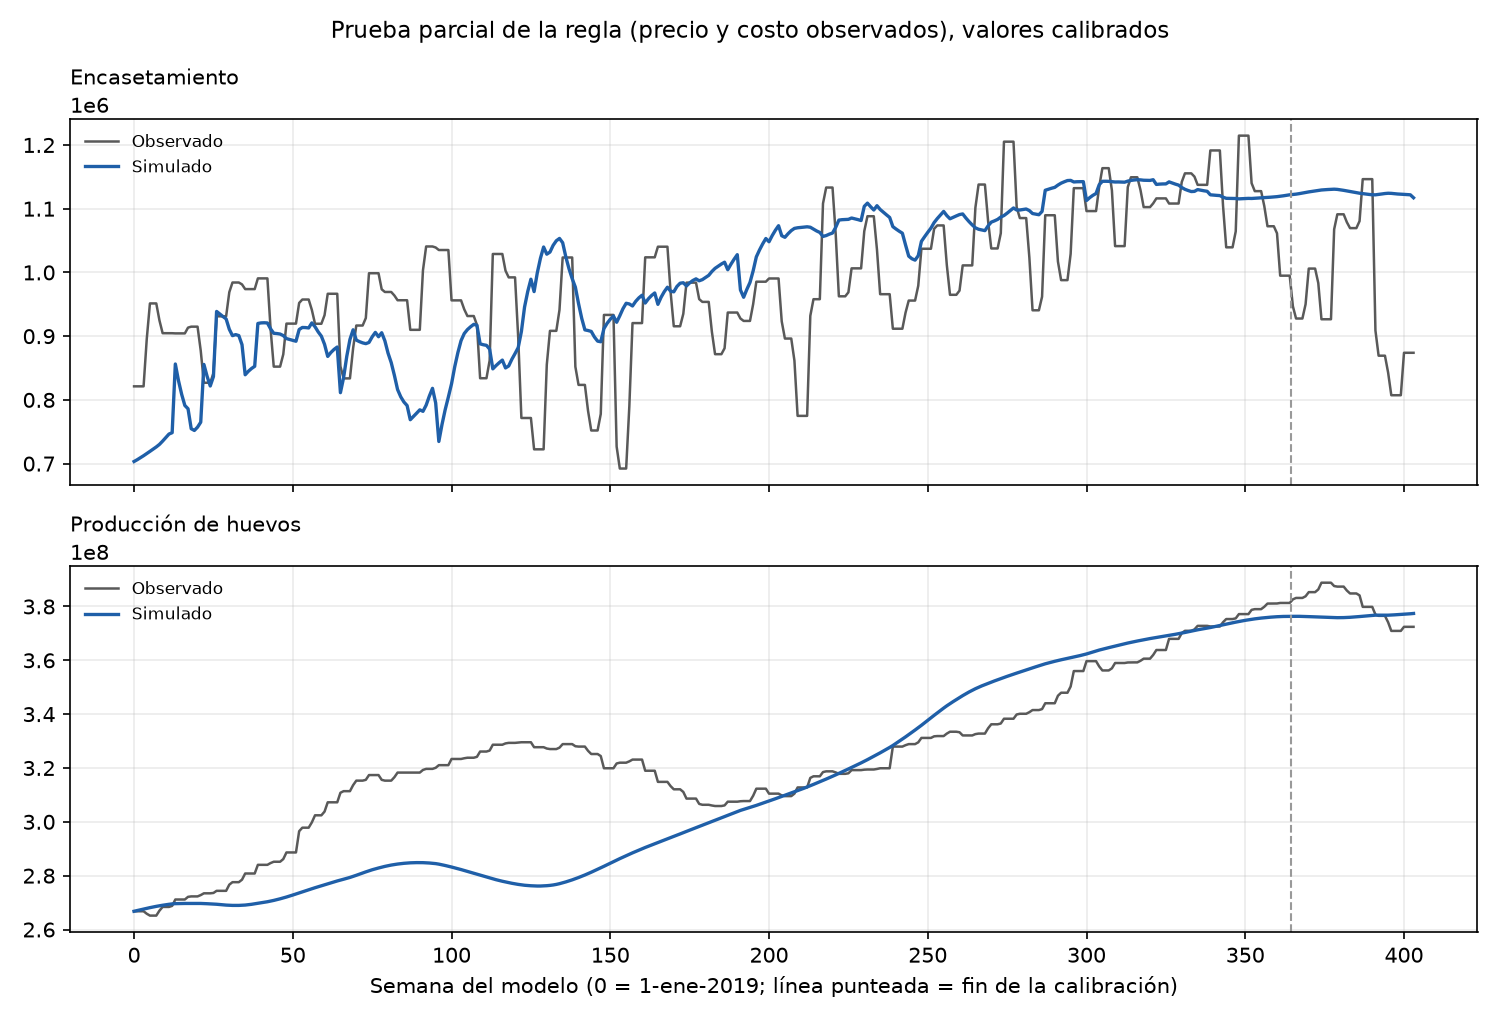 Prueba parcial de la regla (precio y costo observados), valores calibrados
Encasetamiento
1e6
Observado
Simulado
1.2
1.1
1.0
0.9
0.8
0.7
Producción de huevos
1e8
Observado
Simulado
3.8
3.6
3.4
3.2
3.0
2.8
2.6
0 50 100 150 200 250 300 350 400
Semana del modelo (0 = 1-ene-2019; línea punteada = fin de la calibración)